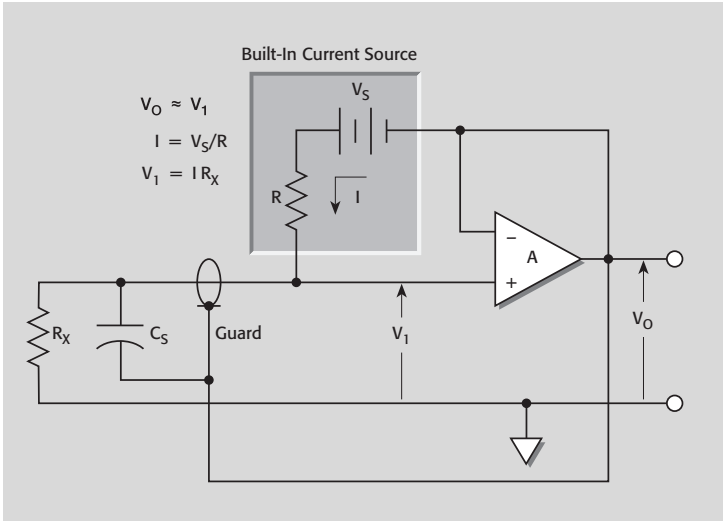 Built-In Current Source
V_S
V_O ≈ V_1
I = V_S/R
V_1 = I R_X
R
I
−
A
+
R_X
C_S
Guard
V_1
V_O